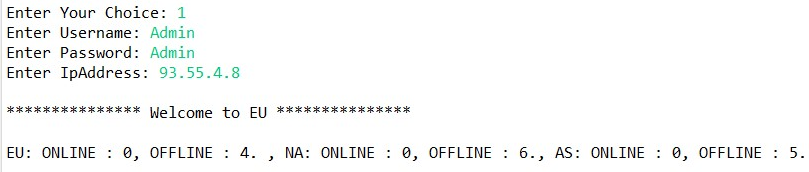 Enter Your Choice: 1
Enter Username: Admin
Enter Password: Admin
Enter IpAddress: 93.55.4.8
*************** Welcome to EU ***************
EU: ONLINE : 0, OFFLINE : 4. , NA: ONLINE : 0, OFFLINE : 6., AS: ONLINE : 0, OFFLINE : 5.